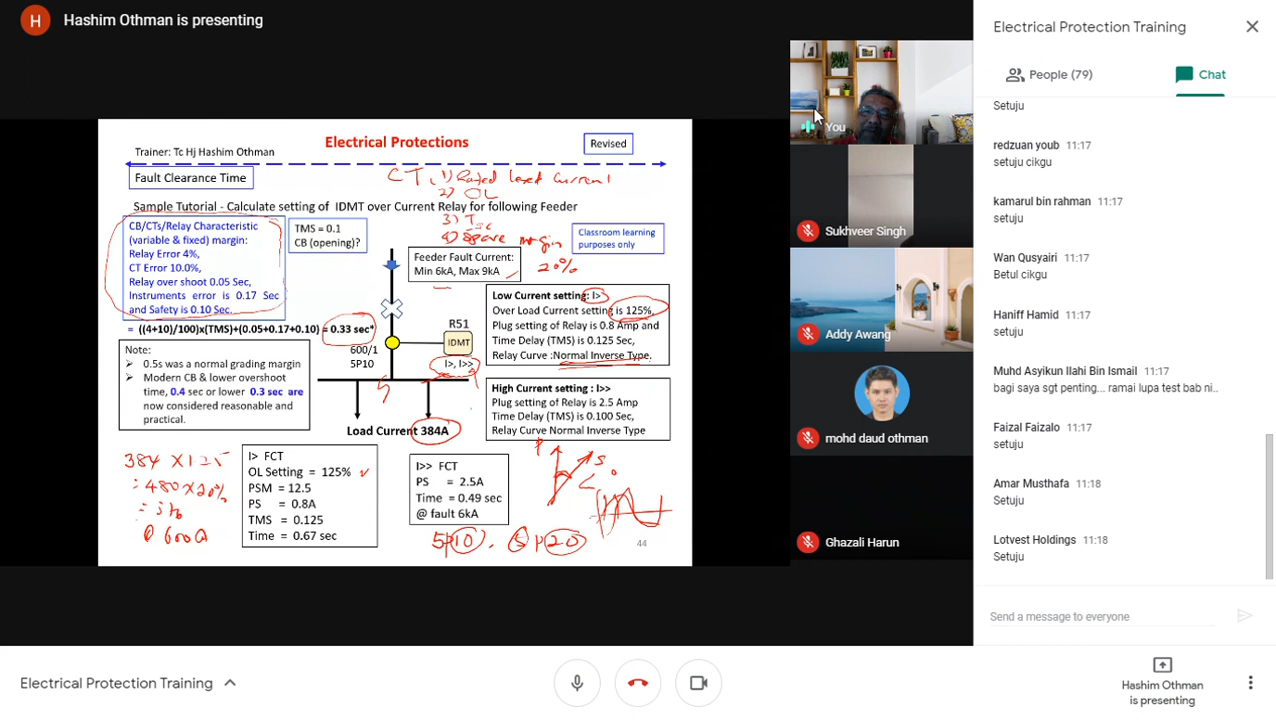 H
Hashim Othman is presenting
Electrical Protections
Revised
Trainer: Tc Hj Hashim Othman
Fault Clearance Time
CT, 1) Rated load Current
2) OL
Sample Tutorial - Calculate setting of IDMT over Current Relay for following Feeder
3) T
4) Spare margin
20%
CB/CTs/Relay Characteristic
(variable & fixed) margin:
Relay Error 4%,
CT Error 10.0%,
Relay over shoot 0.05 Sec,
Instruments error is 0.17 Sec
and Safety is 0.10 Sec.
= ((4+10)/100)x(TMS)+(0.05+0.17+0.10) = 0.33 sec*
TMS = 0.1
CB (opening)?
Feeder Fault Current:
Min 6kA, Max 9kA
Classroom learning
purposes only
Low Current setting: I>
Over Load Current setting is 125%,
Plug setting of Relay is 0.8 Amp and
Time Delay (TMS) is 0.125 Sec,
Relay Curve :Normal Inverse Type.
R51
IDMT
I>, I>>
600/1
5P10
Note:
0.5s was a normal grading margin
Modern CB & lower overshoot
time, 0.4 sec or lower 0.3 sec are
now considered reasonable and
practical.
High Current setting : I>>
Plug setting of Relay is 2.5 Amp
Time Delay (TMS) is 0.100 Sec,
Relay Curve Normal Inverse Type
Load Current 384A
384 X 125
= 480 x 20%
600A
I> FCT
OL Setting = 125%
PSM = 12.5
PS = 0.8A
TMS = 0.125
Time = 0.67 sec
I>> FCT
PS = 2.5A
Time = 0.49 sec
@ fault 6kA
5p10, 5p20
44
You
Sukhveer Singh
Addy Awang
mohd daud othman
Ghazali Harun
Electrical Protection Training
People (79)
Chat
Setuju
redzuan youb 11:17
setuju cikgu
kamarul bin rahman 11:17
setuju
Wan Qusyairi 11:17
Betul cikgu
Haniff Hamid 11:17
setuju
Muhd Asyikun Ilahi Bin Ismail 11:17
bagi saya sgt penting.. ramai lupa test bab ni..
Faizal Faizalo 11:17
setuju
Amar Musthafa 11:18
Setuju
Lotvest Holdings 11:18
Setuju
Send a message to everyone
Electrical Protection Training
Hashim Othman
is presenting